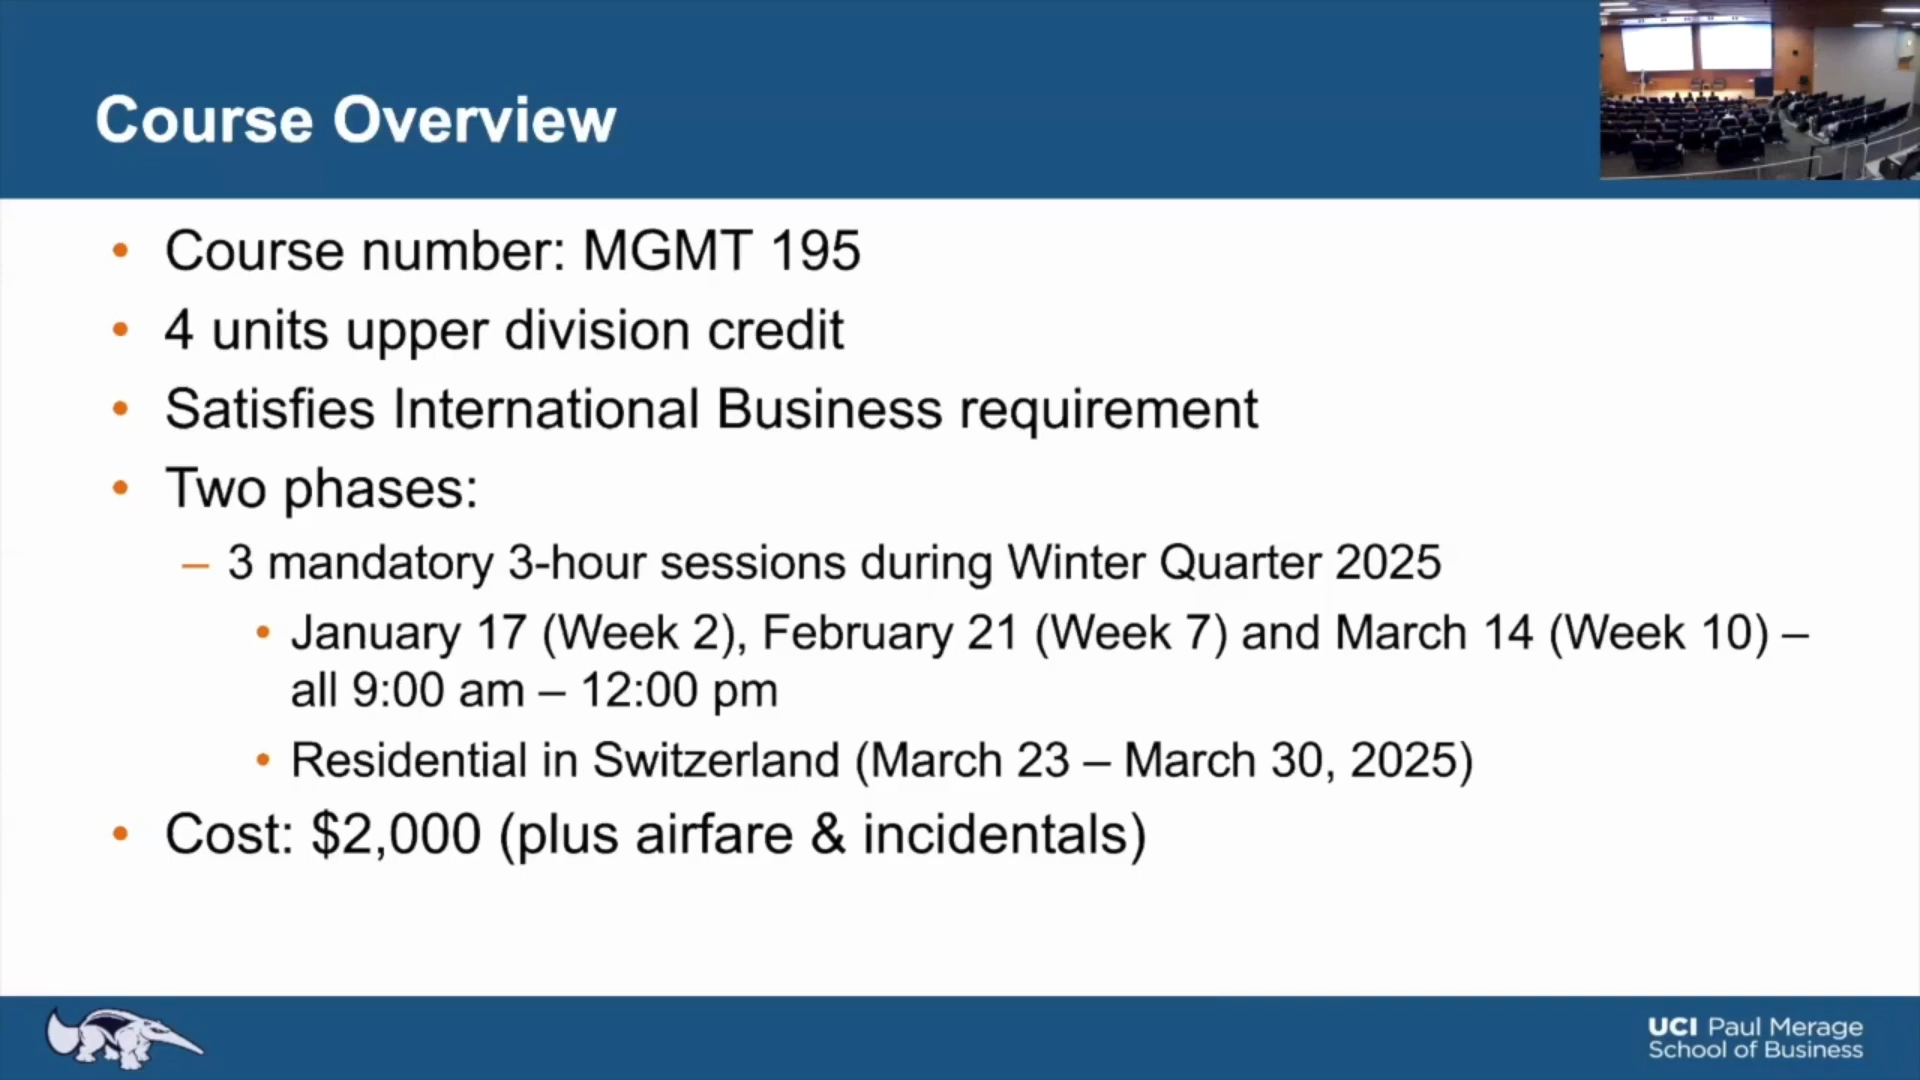 Course Overview
• Course number: MGMT 195
• 4 units upper division credit
• Satisfies International Business requirement
• Two phases:
– 3 mandatory 3-hour sessions during Winter Quarter 2025
• January 17 (Week 2), February 21 (Week 7) and March 14 (Week 10) –
all 9:00 am – 12:00 pm
• Residential in Switzerland (March 23 – March 30, 2025)
• Cost: $2,000 (plus airfare & incidentals)
UCI Paul Merage
School of Business